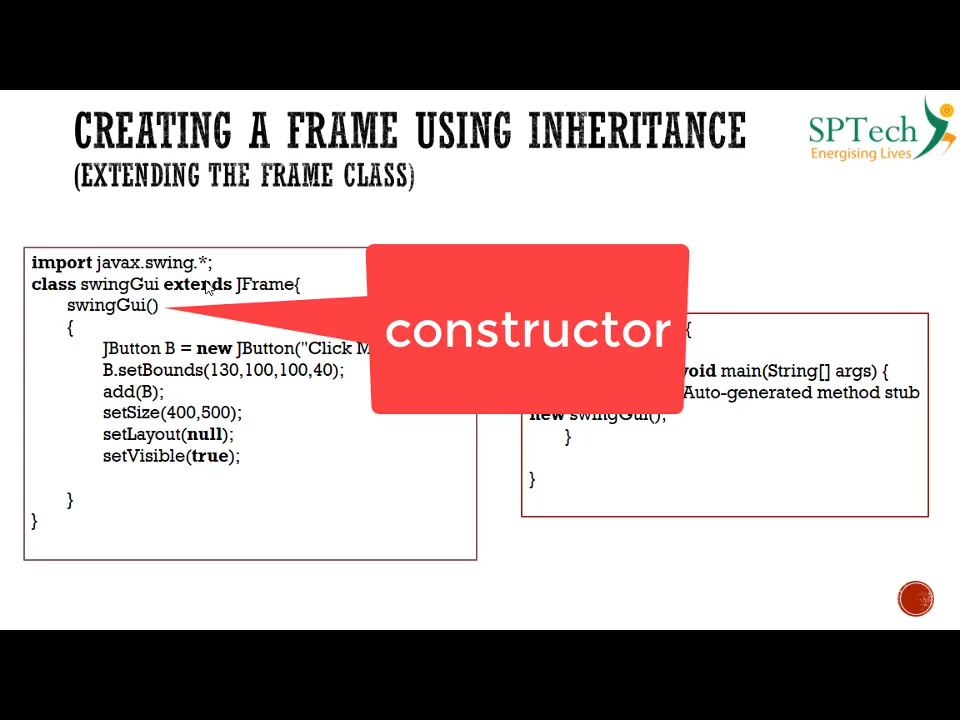 CREATING A FRAME USING INHERITANCE
(EXTENDING THE FRAME CLASS)
SPTech
Energising Lives
import javax.swing.*;
class swingGui extends JFrame{
swingGui()
{
JButton B = new JButton("Click
B.setBounds(130,100,100,40);
add(B);
setSize(400,500);
setLayout(null);
setVisible(true);
}
}
constructor
{
void main(String[] args) {
Auto-generated method stub
new swingGui();
}
}